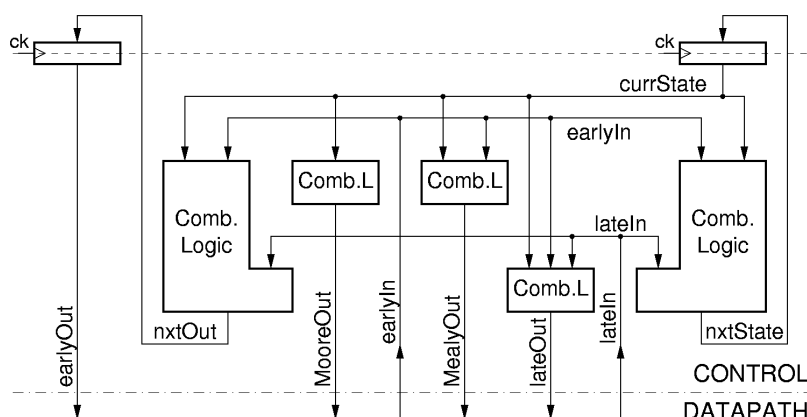 ck
ck
currState
earlyIn
Comb.L
Comb.L
Comb.
Logic
Comb.
Logic
lateIn
Comb.L
nxtOut
nxtState
earlyOut
MooreOut
earlyIn
MealyOut
lateOut
lateIn
CONTROL
DATAPATH